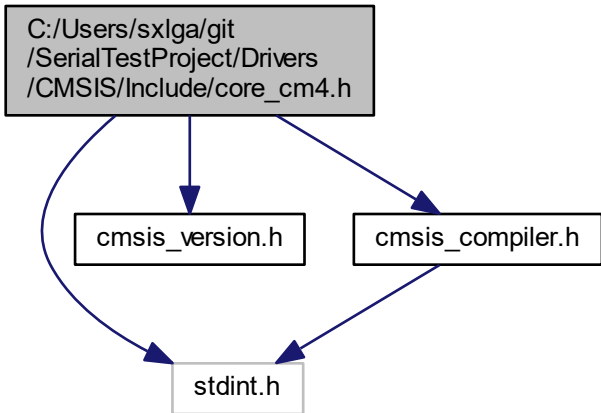 C:/Users/sxlga/git
/SerialTestProject/Drivers
/CMSIS/Include/core_cm4.h
cmsis_version.h
cmsis_compiler.h
stdint.h